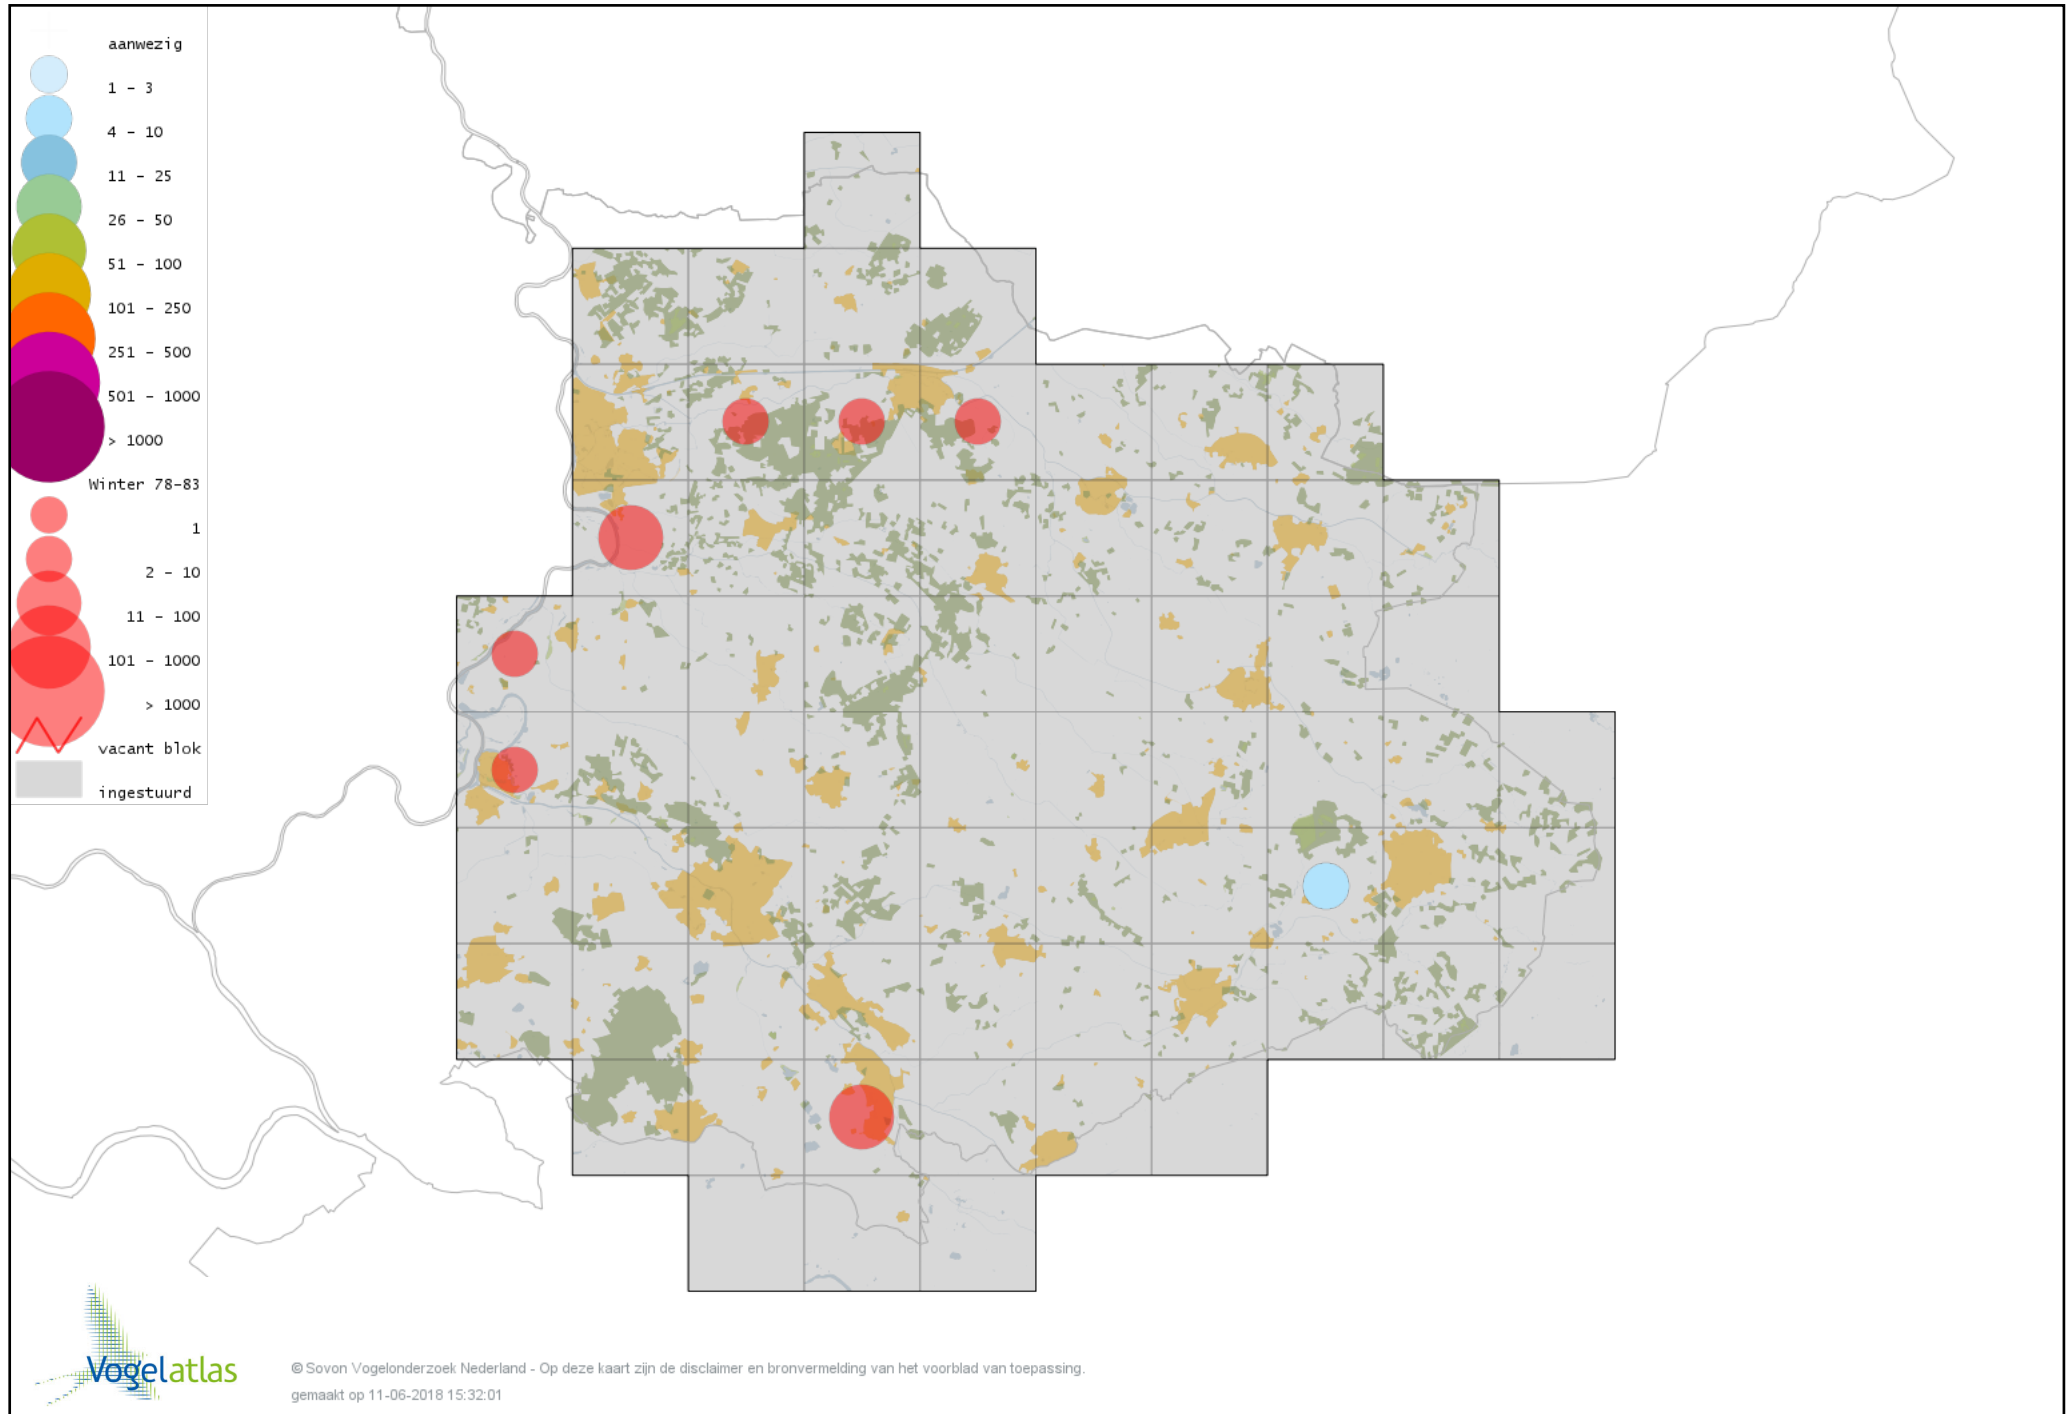 aanwezig
1 - 3
4 - 10
11 - 25
26 - 50
51 - 100
101 - 250
251 - 500
501 - 1000
> 1000
Winter 78-83
1
2 - 10
11 - 100
101 - 1000
> 1000
vacant blok
ingestuurd
Vogelatlas
© Sovon Vogelonderzoek Nederland - Op deze kaart zijn de disclaimer en bronvermelding van het voorblad van toepassing.
gemaakt op 11-06-2018 15:32:01